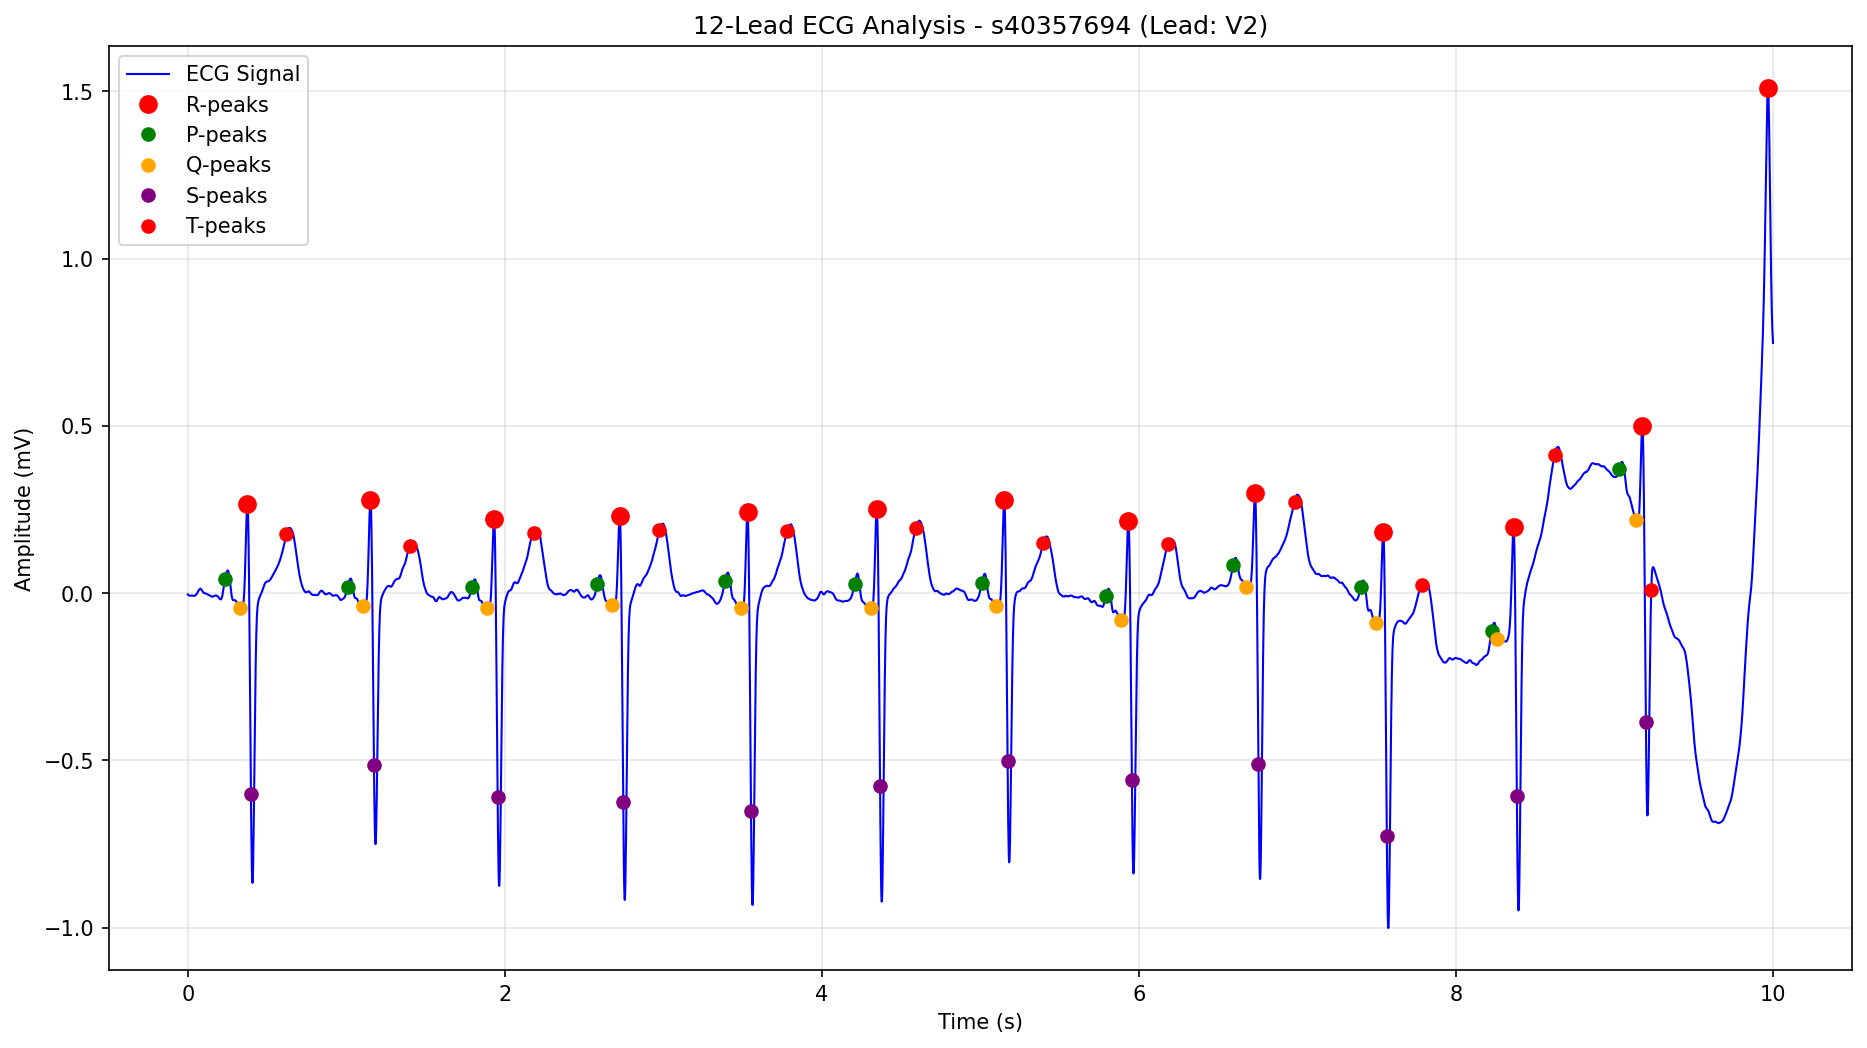 12-Lead ECG Analysis - s40357694 (Lead: V2)
ECG Signal
R-peaks
P-peaks
Q-peaks
S-peaks
T-peaks
Amplitude (mV)
1.5
1.0
0.5
0.0
−0.5
−1.0
0 2 4 6 8 10
Time (s)